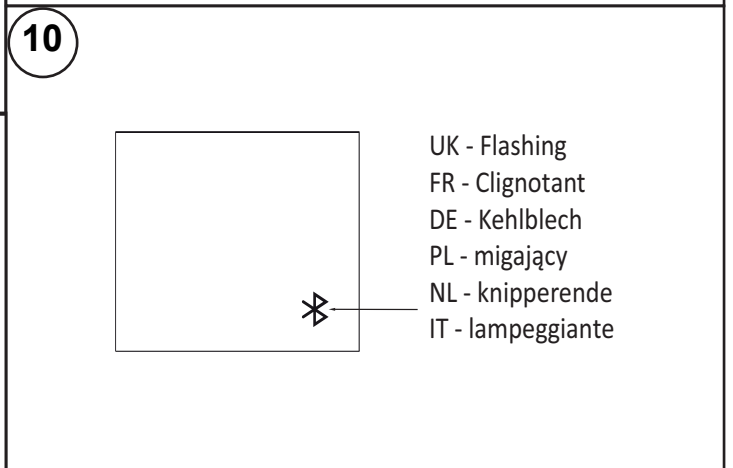 10
UK - Flashing
FR - Clignotant
DE - Kehlblech
PL - migający
NL - knipperende
IT - lampeggiante